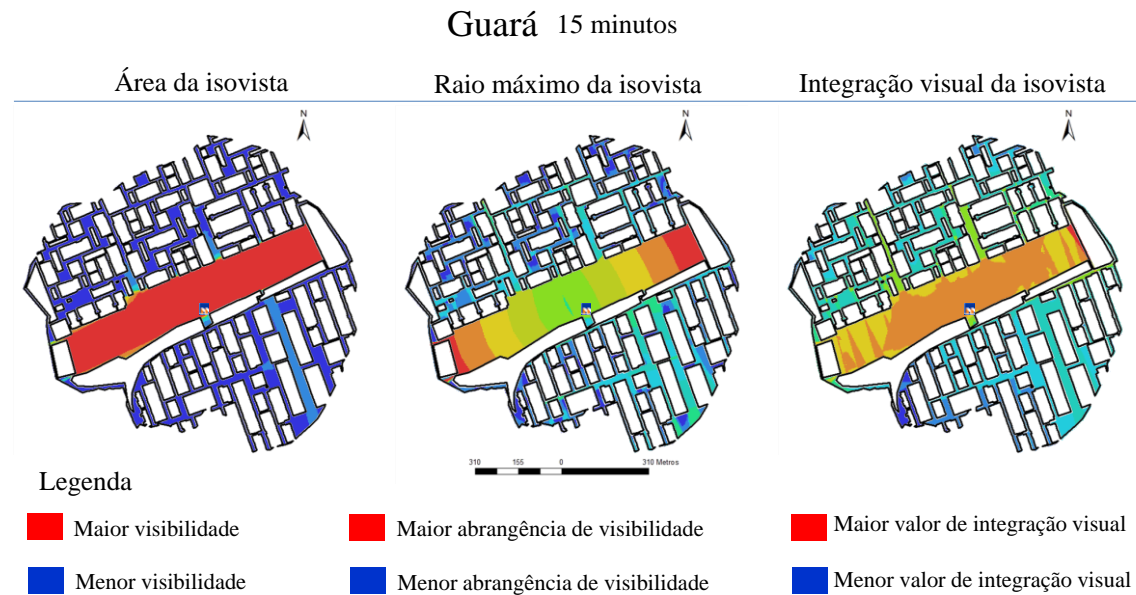 Guará 15 minutos
Área da isovista
Raio máximo da isovista
Integração visual da isovista
N
N
N
310 155 0 310 Metros
Legenda
Maior visibilidade
Maior abrangência de visibilidade
Maior valor de integração visual
Menor visibilidade
Menor abrangência de visibilidade
Menor valor de integração visual